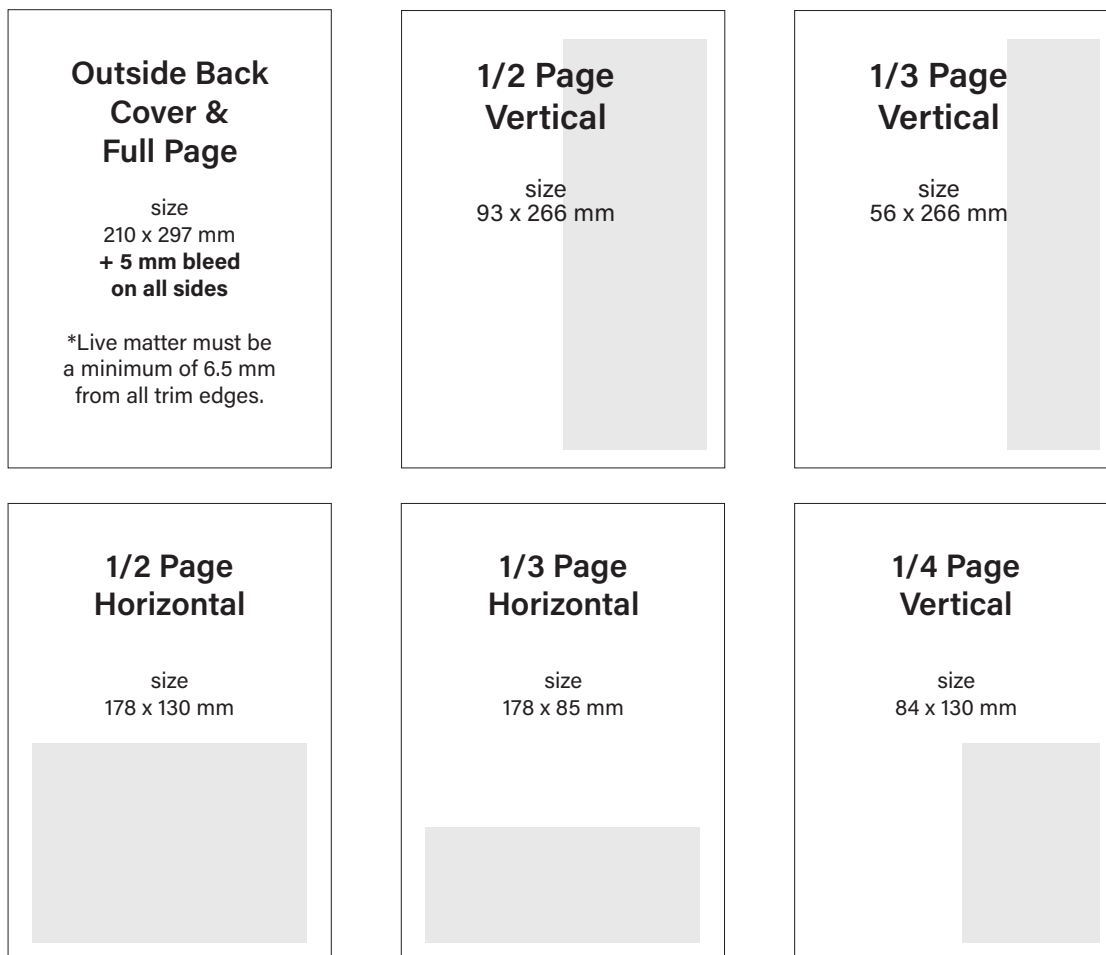 Outside Back
Cover &
Full Page
size
210 x 297 mm
+ 5 mm bleed
on all sides
*Live matter must be
a minimum of 6.5 mm
from all trim edges.
1/2 Page
Vertical
size
93 x 266 mm
1/3 Page
Vertical
size
56 x 266 mm
1/2 Page
Horizontal
size
178 x 130 mm
1/3 Page
Horizontal
size
178 x 85 mm
1/4 Page
Vertical
size
84 x 130 mm